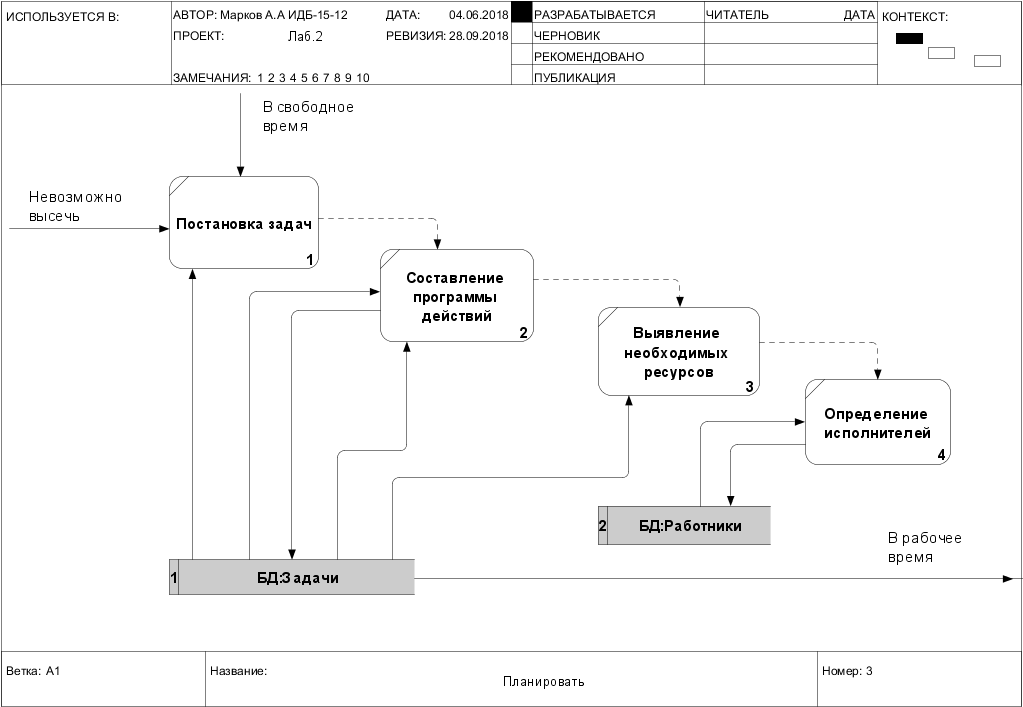 ИСПОЛЬЗУЕТСЯ В:
АВТОР: Марков А.А ИДБ-15-12
ДАТА: 04.06.2018
РАЗРАБАТЫВАЕТСЯ
ЧИТАТЕЛЬ
ДАТА
КОНТЕКСТ:
ПРОЕКТ: Лаб.2
РЕВИЗИЯ: 28.09.2018
ЧЕРНОВИК
РЕКОМЕНДОВАНО
ЗАМЕЧАНИЯ: 1 2 3 4 5 6 7 8 9 10
ПУБЛИКАЦИЯ
В свободное
время
Невозможно
высечь
Постановка задач
1
Составление
программы
действий
2
Выявление
необходимых
ресурсов
3
Определение
исполнителей
4
2 БД:Работники
В рабочее
время
1 БД:Задачи
Ветка: А1
Название:
Планировать
Номер: 3